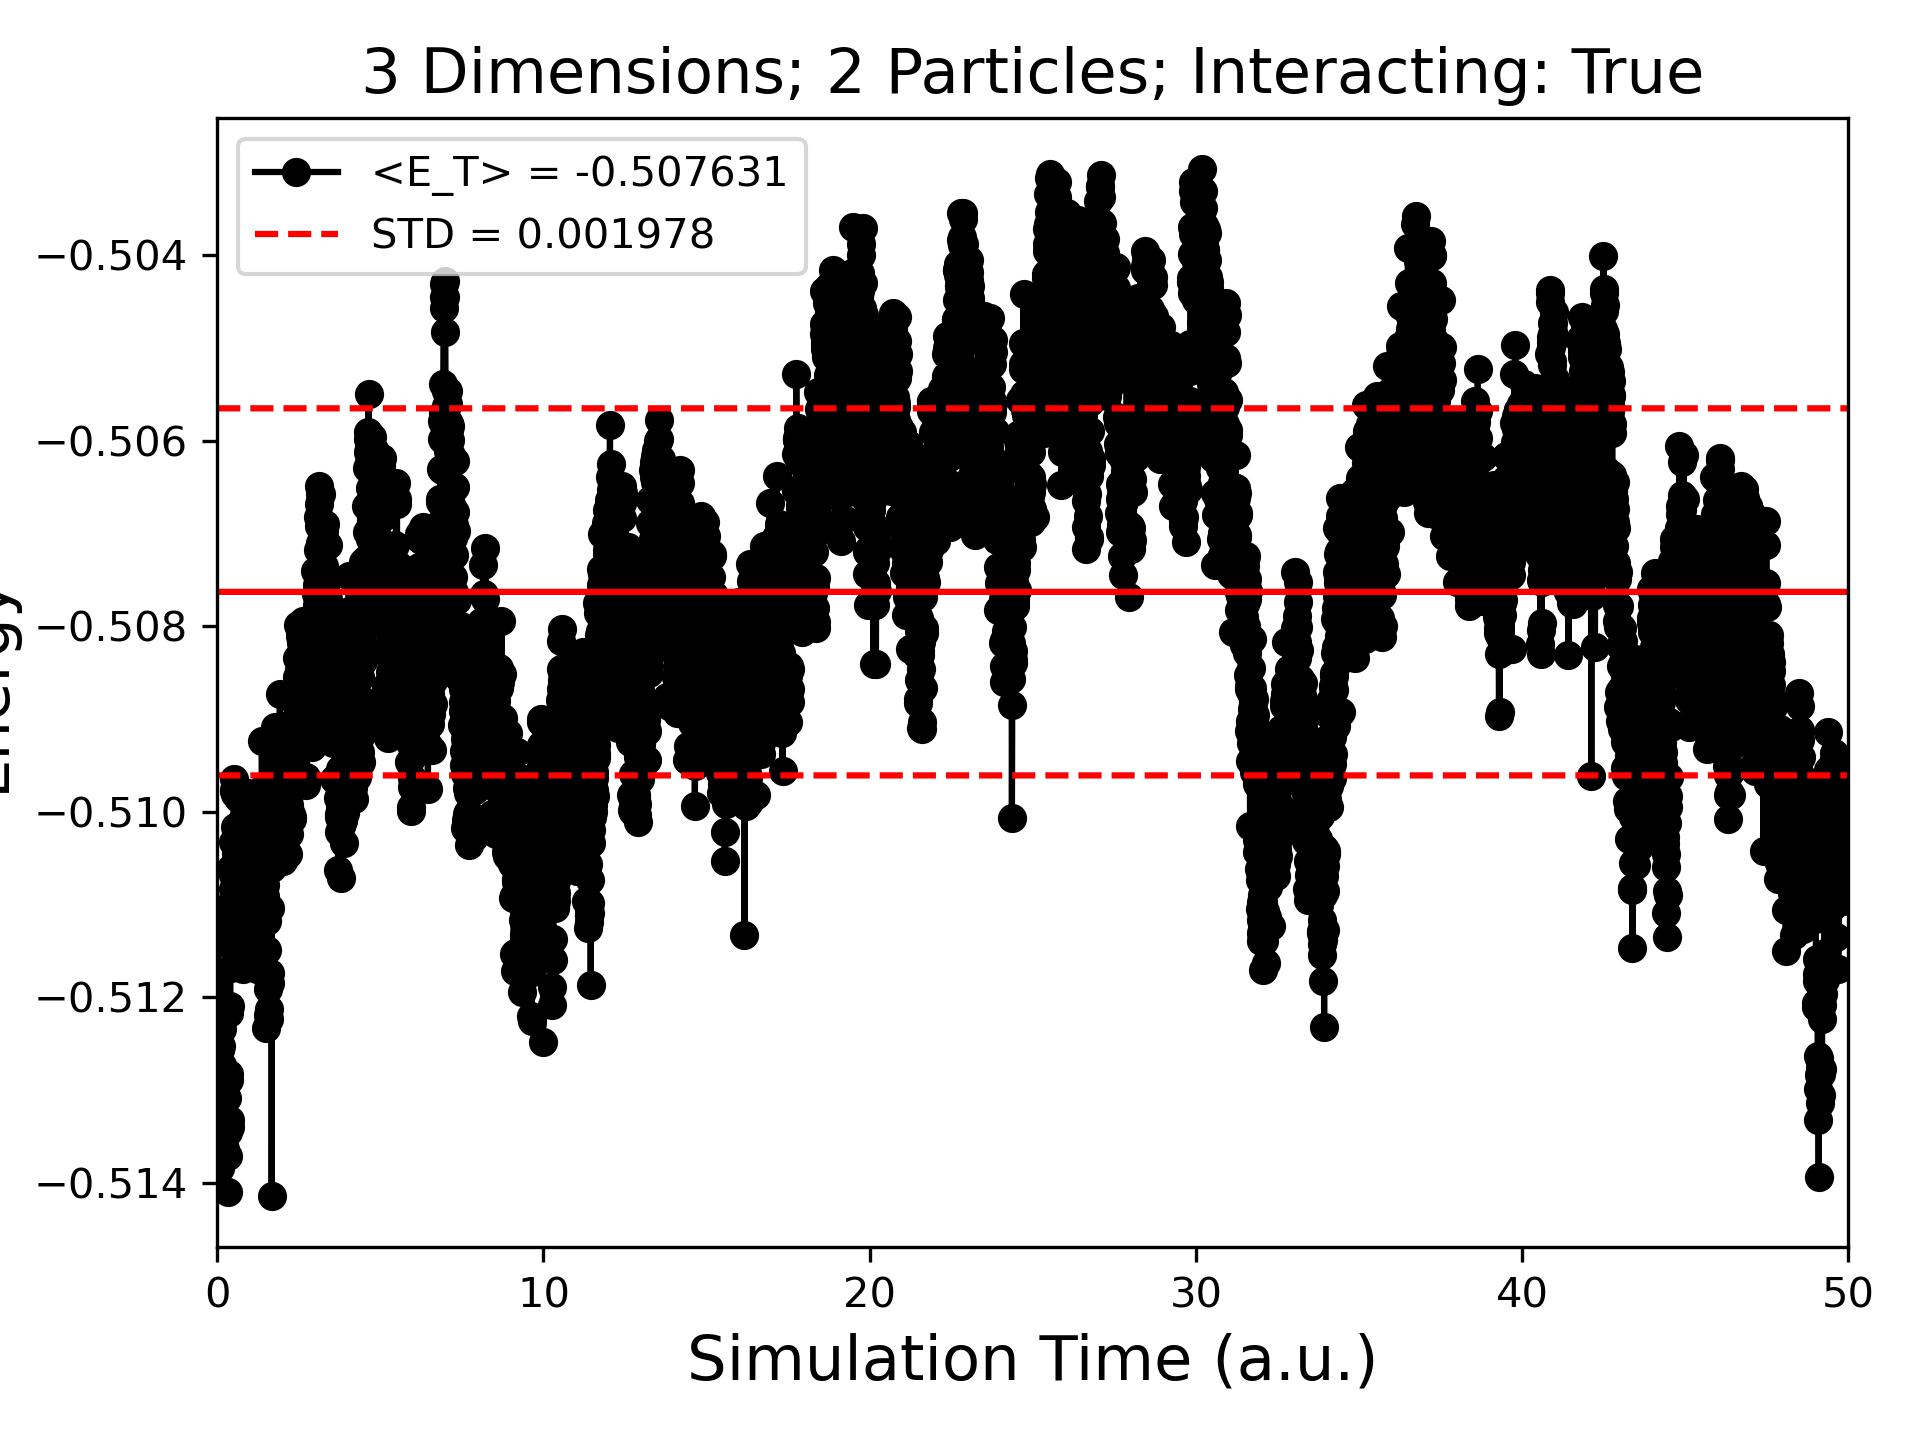 3 Dimensions; 2 Particles; Interacting: True
<E_T> = -0.507631
STD = 0.001978
−0.504
−0.506
−0.508
−0.510
−0.512
−0.514
Energy
0 10 20 30 40 50
Simulation Time (a.u.)